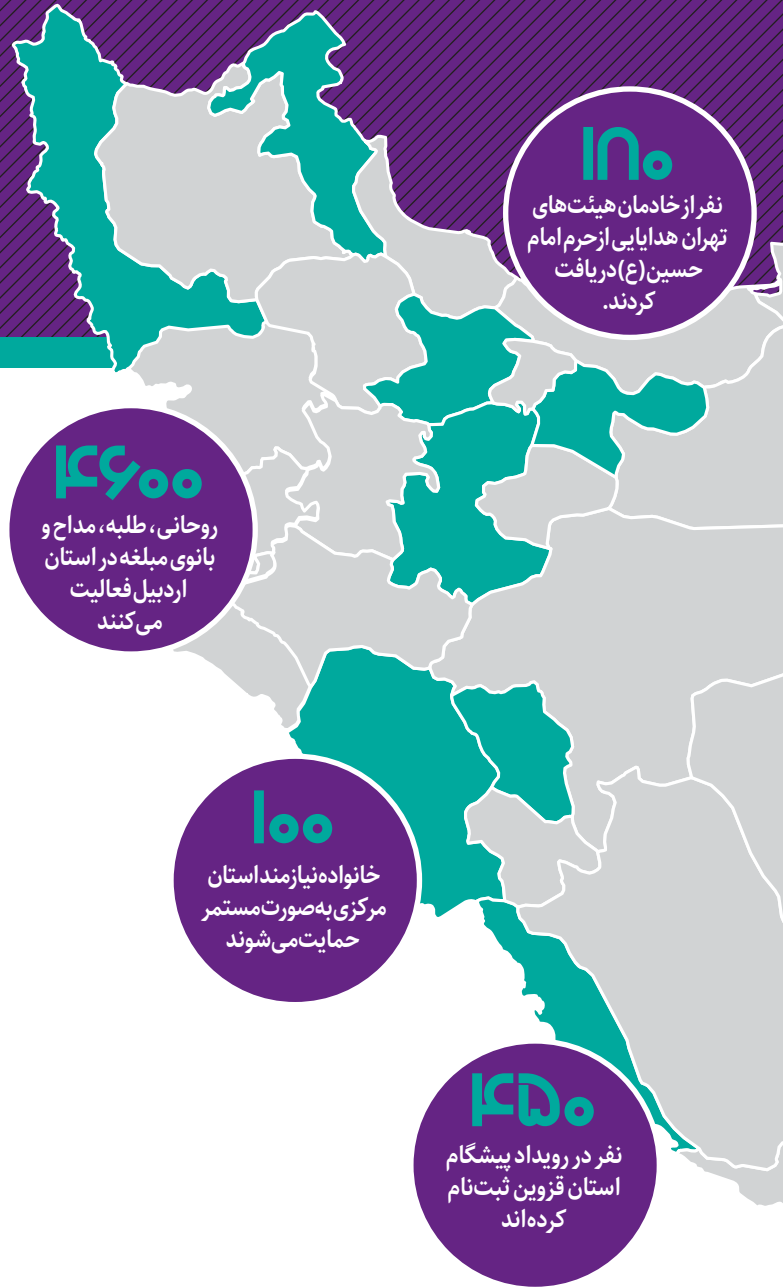 ۱۸۰
نفر از خادمان هیئت‌های
تهران هدایایی از حرم امام
حسین(ع) دریافت
کردند.
۴۶۰۰
روحانی، طلبه، مداح و
بانوی مبلغه در استان
اردبیل فعالیت
می‌کنند
۱۰۰
خانواده نیازمند استان
مرکزی به‌صورت مستمر
حمایت می‌شوند
۴۵۰
نفر در رویداد پیشگام
استان قزوین ثبت‌نام
کرده‌اند